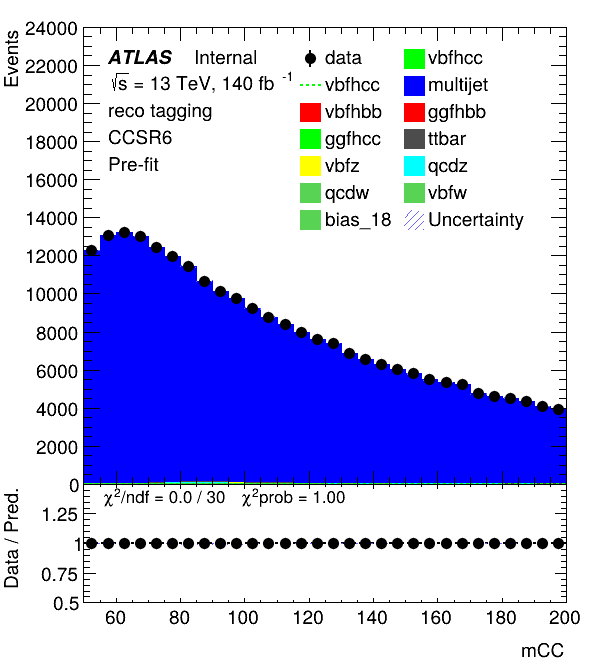 24000
22000
20000
18000
16000
14000
12000
10000
8000
6000
4000
2000
0
Events
ATLAS Internal
√s = 13 TeV, 140 fb⁻¹
reco tagging
CCSR6
Pre-fit
data
vbfhcc
vbfhcc
multijet
vbfhbb
ggfhbb
ggfhcc
ttbar
vbfz
qcdz
qcdw
vbfw
bias_18
Uncertainty
χ²/ndf = 0.0 / 30 χ²prob = 1.00
1.25
1
0.75
0.5
Data / Pred.
60 80 100 120 140 160 180 200
mCC